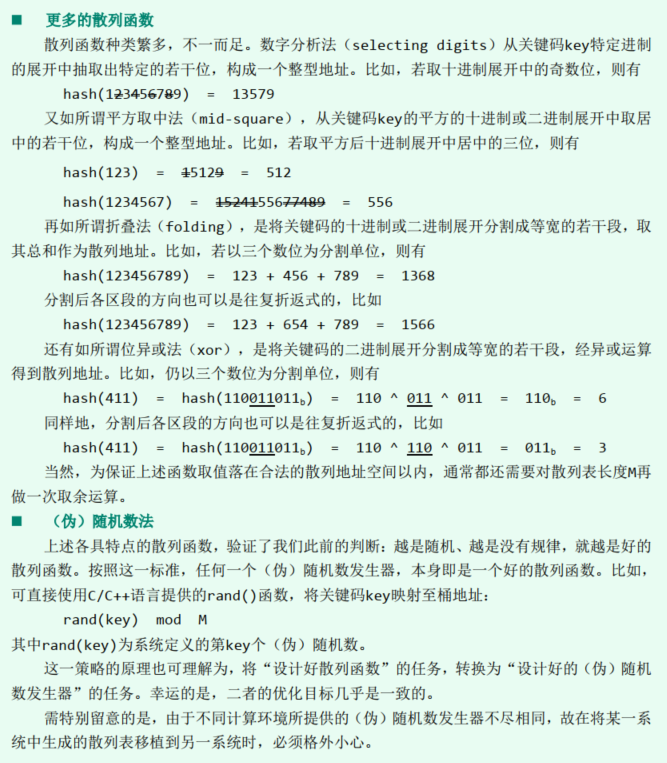 ■ 更多的散列函数
散列函数种类繁多，不一而足。数字分析法（selecting digits）从关键码key特定进制
的展开中抽取出特定的若干位，构成一个整型地址。比如，若取十进制展开中的奇数位，则有
hash(123456789) = 13579
又如所谓平方取中法（mid-square），从关键码key的平方的十进制或二进制展开中取居
中的若干位，构成一个整型地址。比如，若取平方后十进制展开中居中的三位，则有
hash(123) = 15129 = 512
hash(1234567) = 1524155677489 = 556
再如所谓折叠法（folding），是将关键码的十进制或二进制展开分割成等宽的若干段，取
其总和作为散列地址。比如，若以三个数位为分割单位，则有
hash(123456789) = 123 + 456 + 789 = 1368
分割后各区段的方向也可以是往复折返式的，比如
hash(123456789) = 123 + 654 + 789 = 1566
还有如所谓位异或法（xor），是将关键码的二进制展开分割成等宽的若干段，经异或运算
得到散列地址。比如，仍以三个数位为分割单位，则有
hash(411) = hash(110011011b) = 110 ^ 011 ^ 011 = 110b = 6
同样地，分割后各区段的方向也可以是往复折返式的，比如
hash(411) = hash(110011011b) = 110 ^ 110 ^ 011 = 011b = 3
当然，为保证上述函数取值落在合法的散列地址空间以内，通常都还需要对散列表长度M再
做一次取余运算。
■ （伪）随机数法
上述各具特点的散列函数，验证了我们此前的判断：越是随机、越是没有规律，就越是好的
散列函数。按照这一标准，任何一个（伪）随机数发生器，本身即是一个好的散列函数。比如，
可直接使用C/C++语言提供的rand()函数，将关键码key映射至桶地址：
rand(key) mod M
其中rand(key)为系统定义的第key个（伪）随机数。
这一策略的原理也可理解为，将“设计好散列函数”的任务，转换为“设计好的（伪）随机
数发生器”的任务。幸运的是，二者的优化目标几乎是一致的。
需特别留意的是，由于不同计算环境所提供的（伪）随机数发生器不尽相同，故在将某一系
统中生成的散列表移植到另一系统时，必须格外小心。